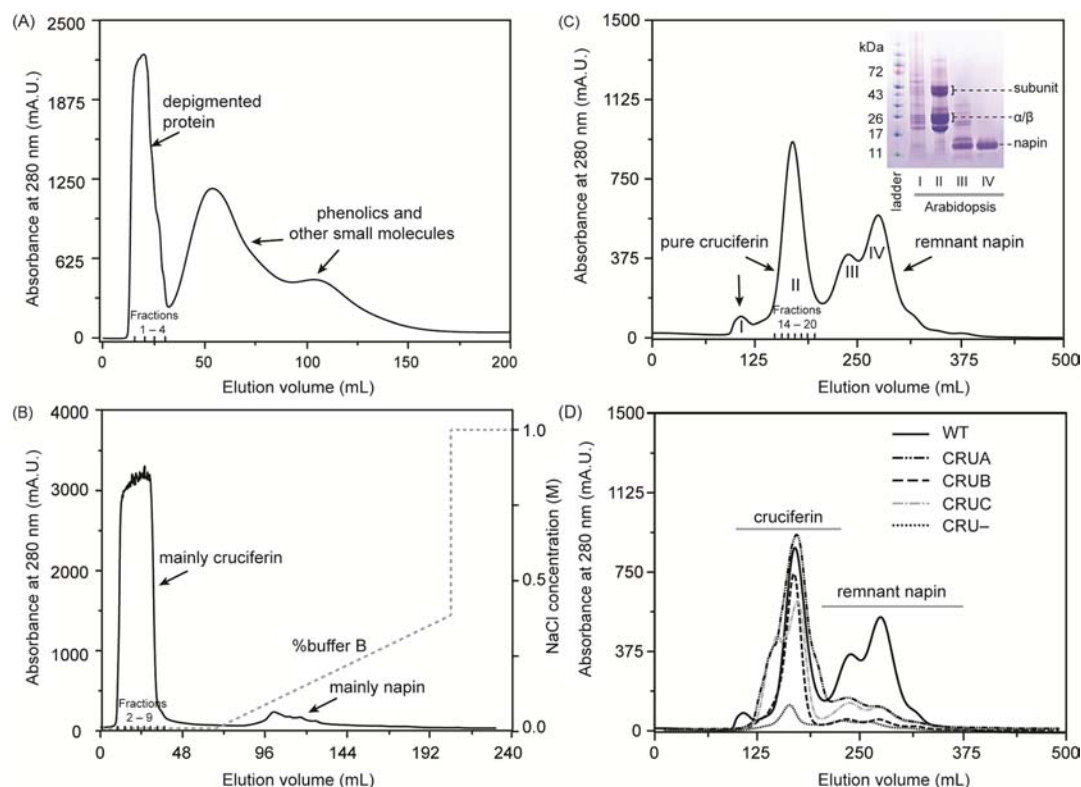 (A)
2500
1875
1250
625
0
Absorbance at 280 nm (mA.U.)
depigmented
protein
phenolics and
other small molecules
Fractions
1 – 4
0 50 100 150 200
Elution volume (mL)
(B)
4000
3000
2000
1000
0
Absorbance at 280 nm (mA.U.)
mainly cruciferin
%buffer B
mainly napin
Fractions
2 – 9
1.0
0.5
0.0
NaCl concentration (M)
0 48 96 144 192 240
Elution volume (mL)
(C)
1500
1125
750
375
0
Absorbance at 280 nm (mA.U.)
kDa
72
43
26
17
11
subunit
α/β
napin
ladder
I II III IV
Arabidopsis
pure cruciferin
remnant napin
I
II
III
IV
Fractions
14 – 20
0 125 250 375 500
Elution volume (mL)
(D)
1500
1125
750
375
0
Absorbance at 280 nm (mA.U.)
WT
CRUA
CRUB
CRUC
CRU–
cruciferin
remnant napin
0 125 250 375 500
Elution volume (mL)